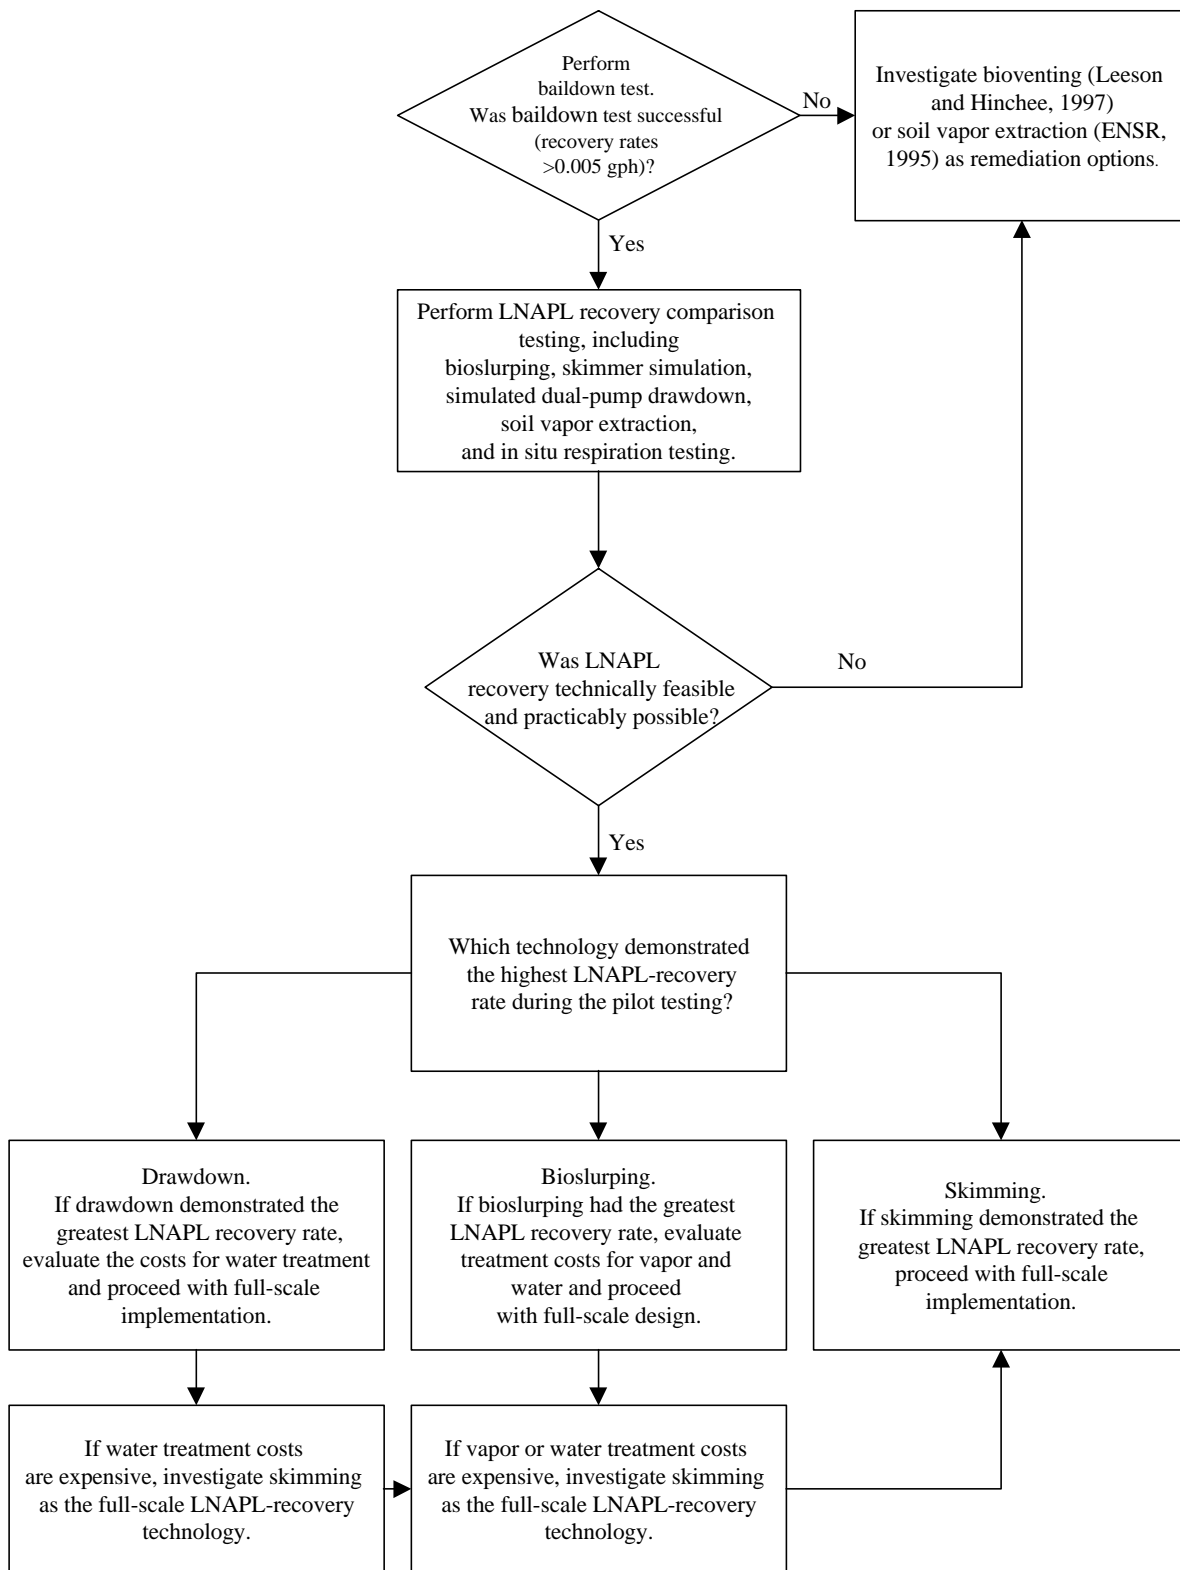 Perform
baildown test.
Was baildown test successful
(recovery rates
>0.005 gph)?
No
Investigate bioventing (Leeson
and Hinchee, 1997)
or soil vapor extraction (ENSR,
1995) as remediation options.
Yes
Perform LNAPL recovery comparison
testing, including
bioslurping, skimmer simulation,
simulated dual-pump drawdown,
soil vapor extraction,
and in situ respiration testing.
Was LNAPL
recovery technically feasible
and practicably possible?
No
Yes
Which technology demonstrated
the highest LNAPL-recovery
rate during the pilot testing?
Drawdown.
If drawdown demonstrated the
greatest LNAPL recovery rate,
evaluate the costs for water treatment
and proceed with full-scale
implementation.
Bioslurping.
If bioslurping had the greatest
LNAPL recovery rate, evaluate
treatment costs for vapor and
water and proceed
with full-scale design.
Skimming.
If skimming demonstrated the
greatest LNAPL recovery rate,
proceed with full-scale
implementation.
If water treatment costs
are expensive, investigate skimming
as the full-scale LNAPL-recovery
technology.
If vapor or water treatment costs
are expensive, investigate skimming
as the full-scale LNAPL-recovery
technology.